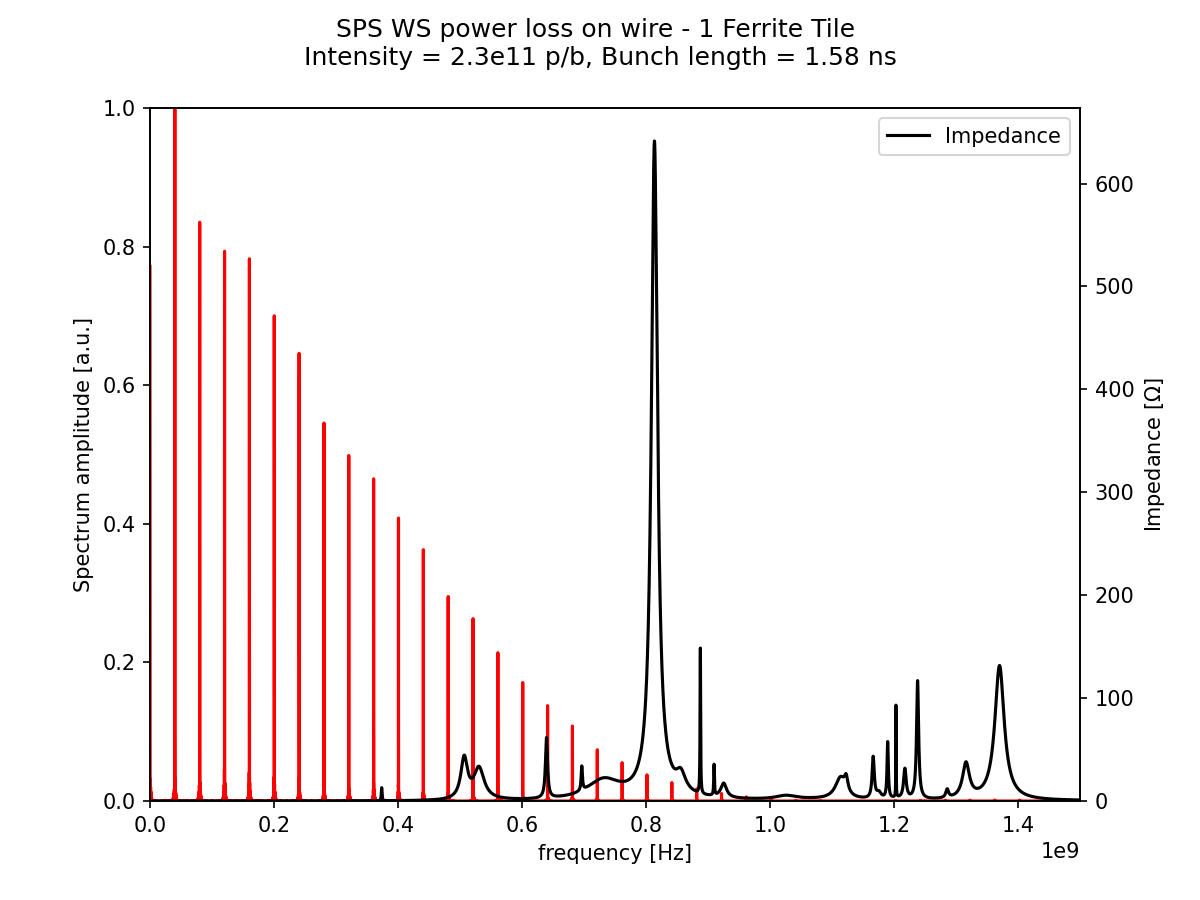 SPS WS power loss on wire - 1 Ferrite Tile
Intensity = 2.3e11 p/b, Bunch length = 1.58 ns
Impedance
1.0
0.8
0.6
0.4
0.2
0.0
Spectrum amplitude [a.u.]
600
500
400
300
200
100
0
Impedance [Ω]
0.0 0.2 0.4 0.6 0.8 1.0 1.2 1.4
1e9
frequency [Hz]